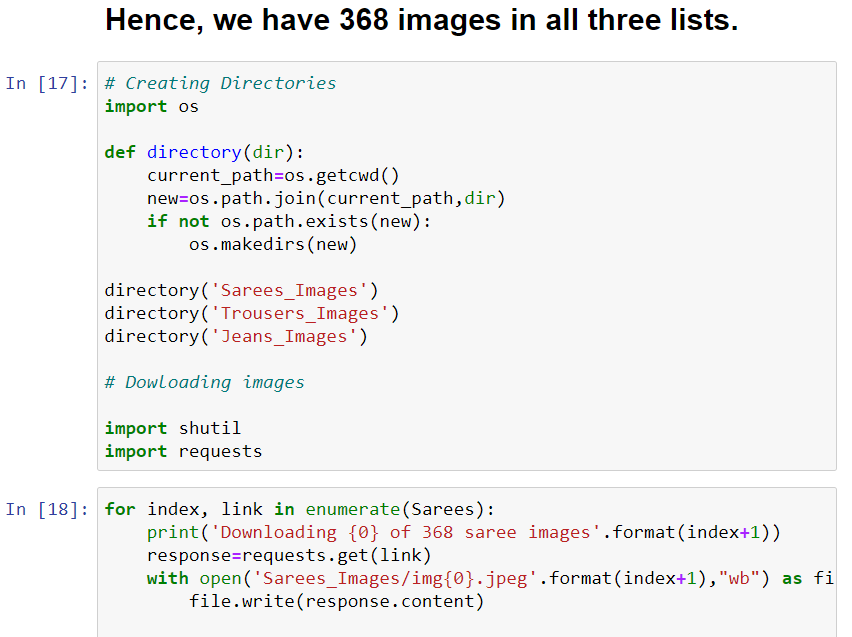 Hence, we have 368 images in all three lists.
In [17]: # Creating Directories
import os
def directory(dir):
    current_path=os.getcwd()
    new=os.path.join(current_path,dir)
    if not os.path.exists(new):
        os.makedirs(new)
directory('Sarees_Images')
directory('Trousers_Images')
directory('Jeans_Images')
# Dowloading images
import shutil
import requests
In [18]: for index, link in enumerate(Sarees):
    print('Downloading {0} of 368 saree images'.format(index+1))
    response=requests.get(link)
    with open('Sarees_Images/img{0}.jpeg'.format(index+1),"wb") as fi
        file.write(response.content)